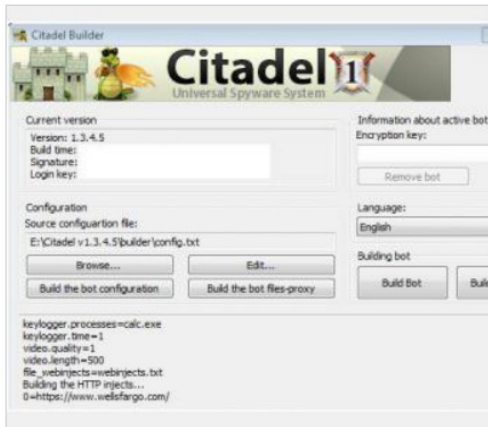 Citadel Builder
Citadel
1
Universal Spyware System
Current version
Version: 1.3.4.5
Build time:
Signature:
Login key:
Information about active bot
Encryption key:
Remove bot
Configuration
Source configuartion file:
E:\Citadel v1.3.4.5\builder\config.txt
Browse...
Edit...
Build the bot configuration
Build the bot files-proxy
Language:
English
Building bot
Build Bot
keylogger.processes=calc.exe
keylogger.time=1
video.quality=1
video.length=500
file_webinjects=webinjects.txt
Building the HTTP injects...
0=https://www.wellsfargo.com/